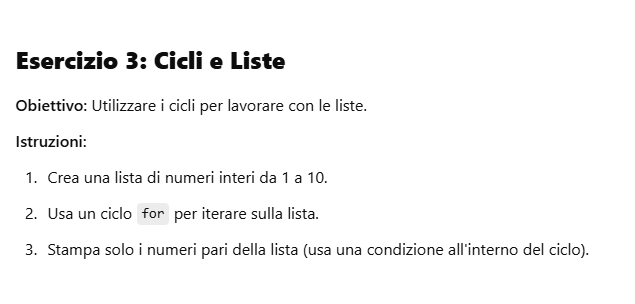 Esercizio 3: Cicli e Liste
Obiettivo: Utilizzare i cicli per lavorare con le liste.
Istruzioni:
1. Crea una lista di numeri interi da 1 a 10.
2. Usa un ciclo for per iterare sulla lista.
3. Stampa solo i numeri pari della lista (usa una condizione all'interno del ciclo).